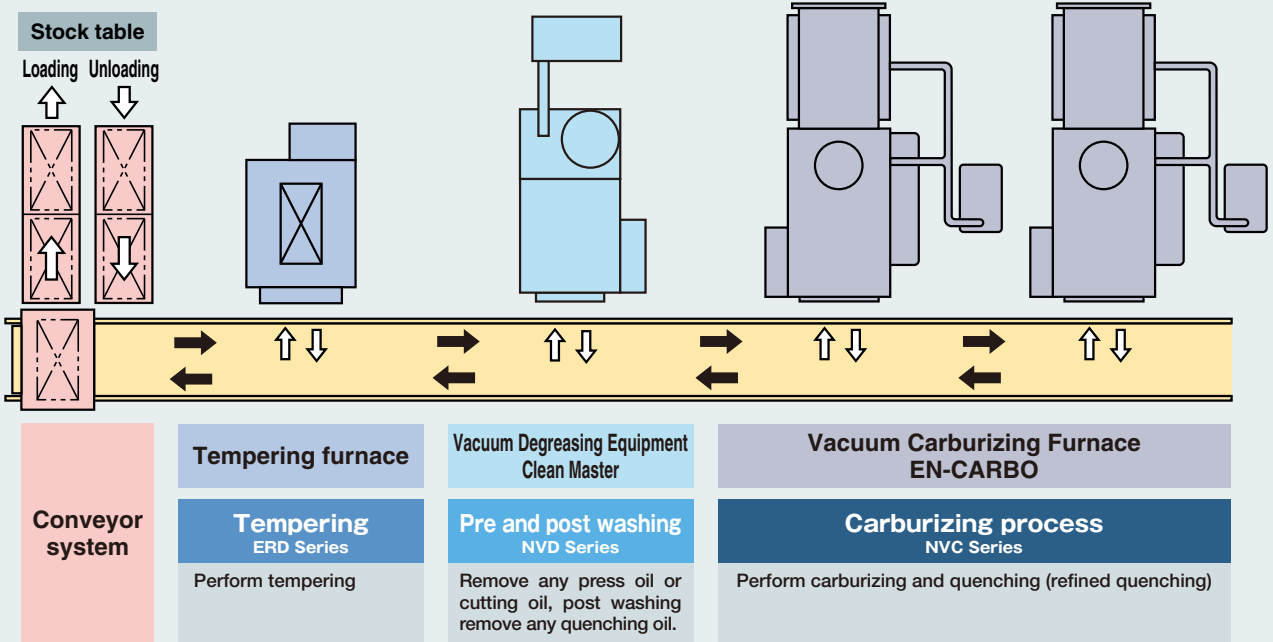 Stock table
Loading Unloading
Conveyor
system
Tempering furnace
Tempering
ERD Series
Perform tempering
Vacuum Degreasing Equipment
Clean Master
Pre and post washing
NVD Series
Remove any press oil or
cutting oil, post washing
remove any quenching oil.
Vacuum Carburizing Furnace
EN-CARBO
Carburizing process
NVC Series
Perform carburizing and quenching (refined quenching)